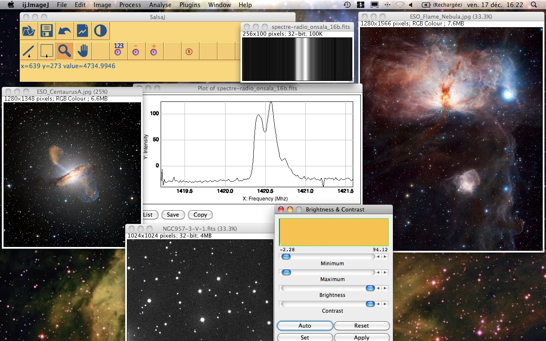 ij.ImageJ File Edit Image Process Analyse Plugins Window Help (Rechargée) ven. 17 déc. 16:22
SalsaJ
123
x=639 y=273 value=4734.9946
spectre-radio_onsala_16b.fits
256x100 pixels; 32-bit; 100K
ESO_Flame_Nebula.jpg (33.3%)
1280x1566 pixels; RGB Colour ; 7.6MB
ESO_CentaurusA.jpg (25%)
1280x1348 pixels; RGB Colour ; 6.6MB
Plot of spectre-radio_onsala_16b.fits
Y: Intensity
100
50
0
1419.5 1420.0 1420.5 1421.0 1421.5
X: Frequency (Mhz)
List Save Copy
NGC957-3-V-1.fits (33.3%)
1024x1024 pixels; 32-bit; 4MB
Brightness & Contrast
-2.28 94.12
Minimum
Maximum
Brightness
Contrast
Auto Reset
Set Apply